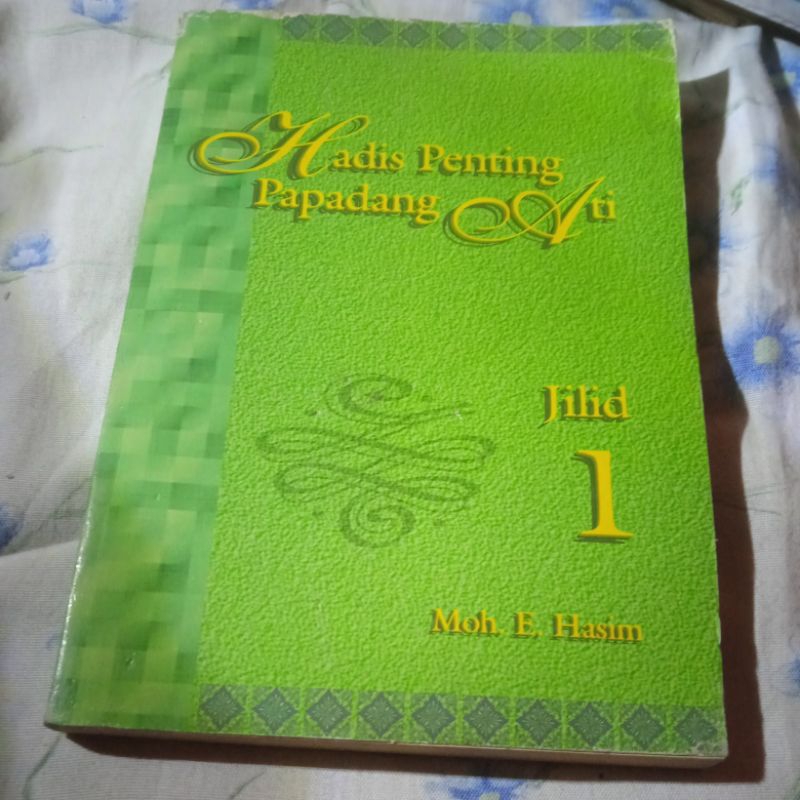 Hadis Penting
Papadang Ati
Jilid
1
Moh. E. Hasim